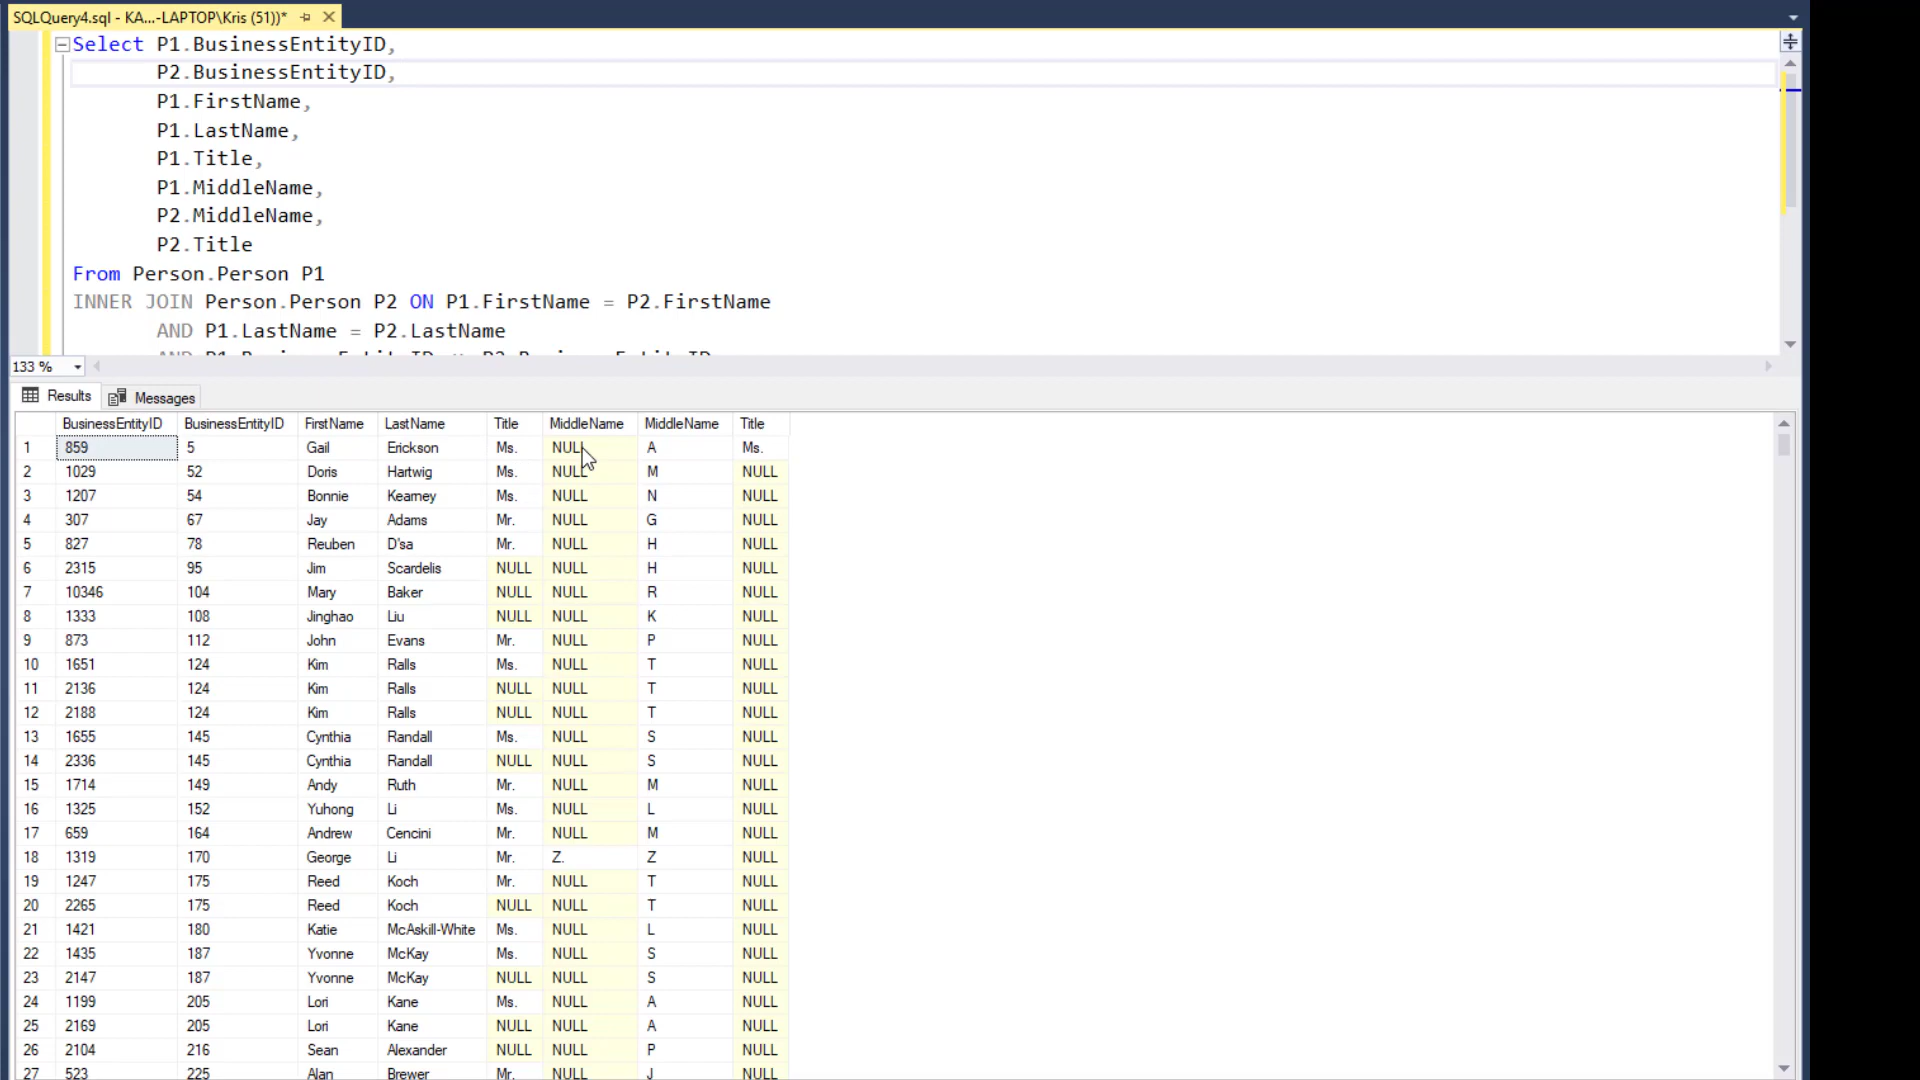 SQLQuery4.sql - KA...-LAPTOP\Kris (51))*
Select P1.BusinessEntityID,
P2.BusinessEntityID,
P1.FirstName,
P1.LastName,
P1.Title,
P1.MiddleName,
P2.MiddleName,
P2.Title
From Person.Person P1
INNER JOIN Person.Person P2 ON P1.FirstName = P2.FirstName
AND P1.LastName = P2.LastName
133 %
Results Messages
BusinessEntityID BusinessEntityID FirstName LastName Title MiddleName MiddleName Title
1 859 5 Gail Erickson Ms. NULL A Ms.
2 1029 52 Doris Hartwig Ms. NULL M NULL
3 1207 54 Bonnie Kearney Ms. NULL N NULL
4 307 67 Jay Adams Mr. NULL G NULL
5 827 78 Reuben D'sa Mr. NULL H NULL
6 2315 95 Jim Scardelis NULL NULL H NULL
7 10346 104 Mary Baker NULL NULL R NULL
8 1333 108 Jinghao Liu NULL NULL K NULL
9 873 112 John Evans Mr. NULL P NULL
10 1651 124 Kim Ralls Ms. NULL T NULL
11 2136 124 Kim Ralls NULL NULL T NULL
12 2188 124 Kim Ralls NULL NULL T NULL
13 1655 145 Cynthia Randall Ms. NULL S NULL
14 2336 145 Cynthia Randall NULL NULL S NULL
15 1714 149 Andy Ruth Mr. NULL M NULL
16 1325 152 Yuhong Li Ms. NULL L NULL
17 659 164 Andrew Cencini Mr. NULL M NULL
18 1319 170 George Li Mr. Z. Z NULL
19 1247 175 Reed Koch Mr. NULL T NULL
20 2265 175 Reed Koch NULL NULL T NULL
21 1421 180 Katie McAskill-White Ms. NULL L NULL
22 1435 187 Yvonne McKay Ms. NULL S NULL
23 2147 187 Yvonne McKay NULL NULL S NULL
24 1199 205 Lori Kane Ms. NULL A NULL
25 2169 205 Lori Kane NULL NULL A NULL
26 2104 216 Sean Alexander NULL NULL P NULL
27 523 225 Alan Brewer Mr. NULL J NULL